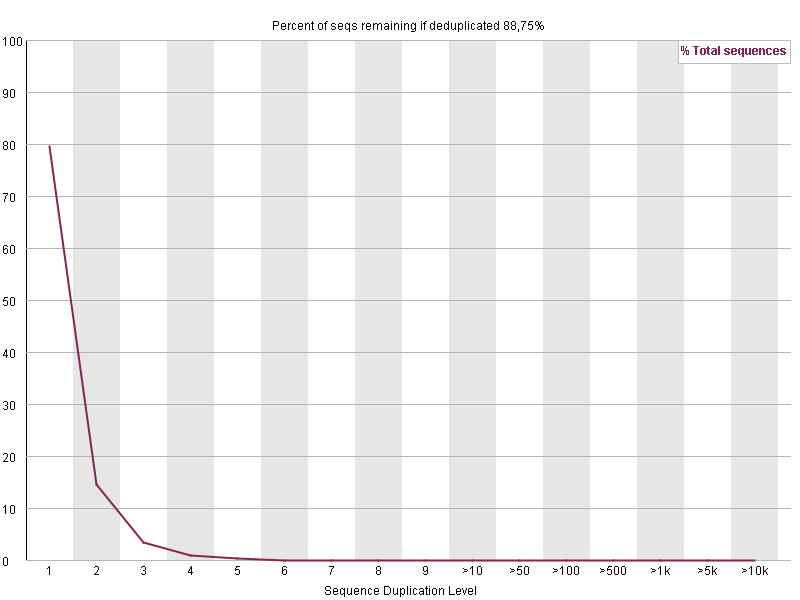 Percent of seqs remaining if deduplicated 88,75%
% Total sequences
100
90
80
70
60
50
40
30
20
10
0
1 2 3 4 5 6 7 8 9 >10 >50 >100 >500 >1k >5k >10k
Sequence Duplication Level